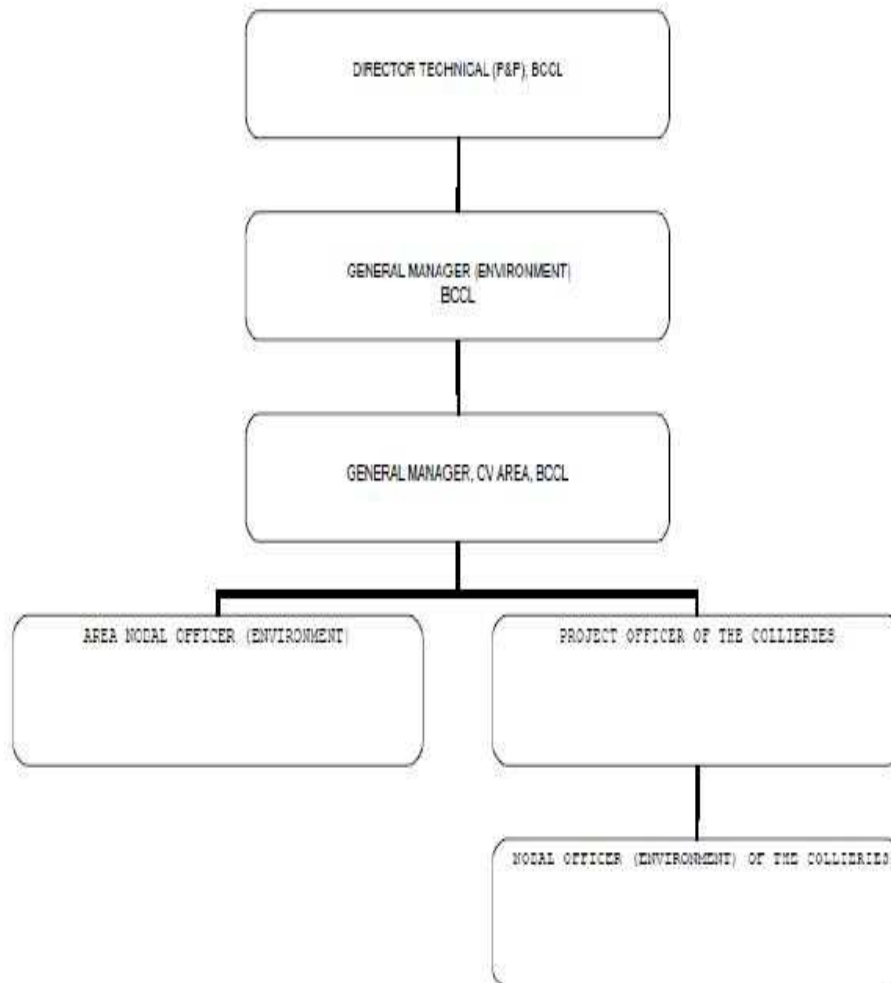 DIRECTOR TECHNICAL (P&P), BCCL
GENERAL MANAGER (ENVIRONMENT)
BCCL
GENERAL MANAGER, CV AREA, BCCL
AREA NODAL OFFICER (ENVIRONMENT)
PROJECT OFFICER OF THE COLLIERIES
NODAL OFFICER (ENVIRONMENT) OF THE COLLIERIES